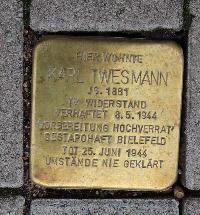 HIER WOHNTE
KARL TWESMANN
JG. 1881
IM WIDERSTAND
VERHAFTET 8.5.1944
"VORBEREITUNG HOCHVERRAT"
GESTAPOHAFT BIELEFELD
TOT 25. JUNI 1944
UMSTÄNDE NIE GEKLÄRT